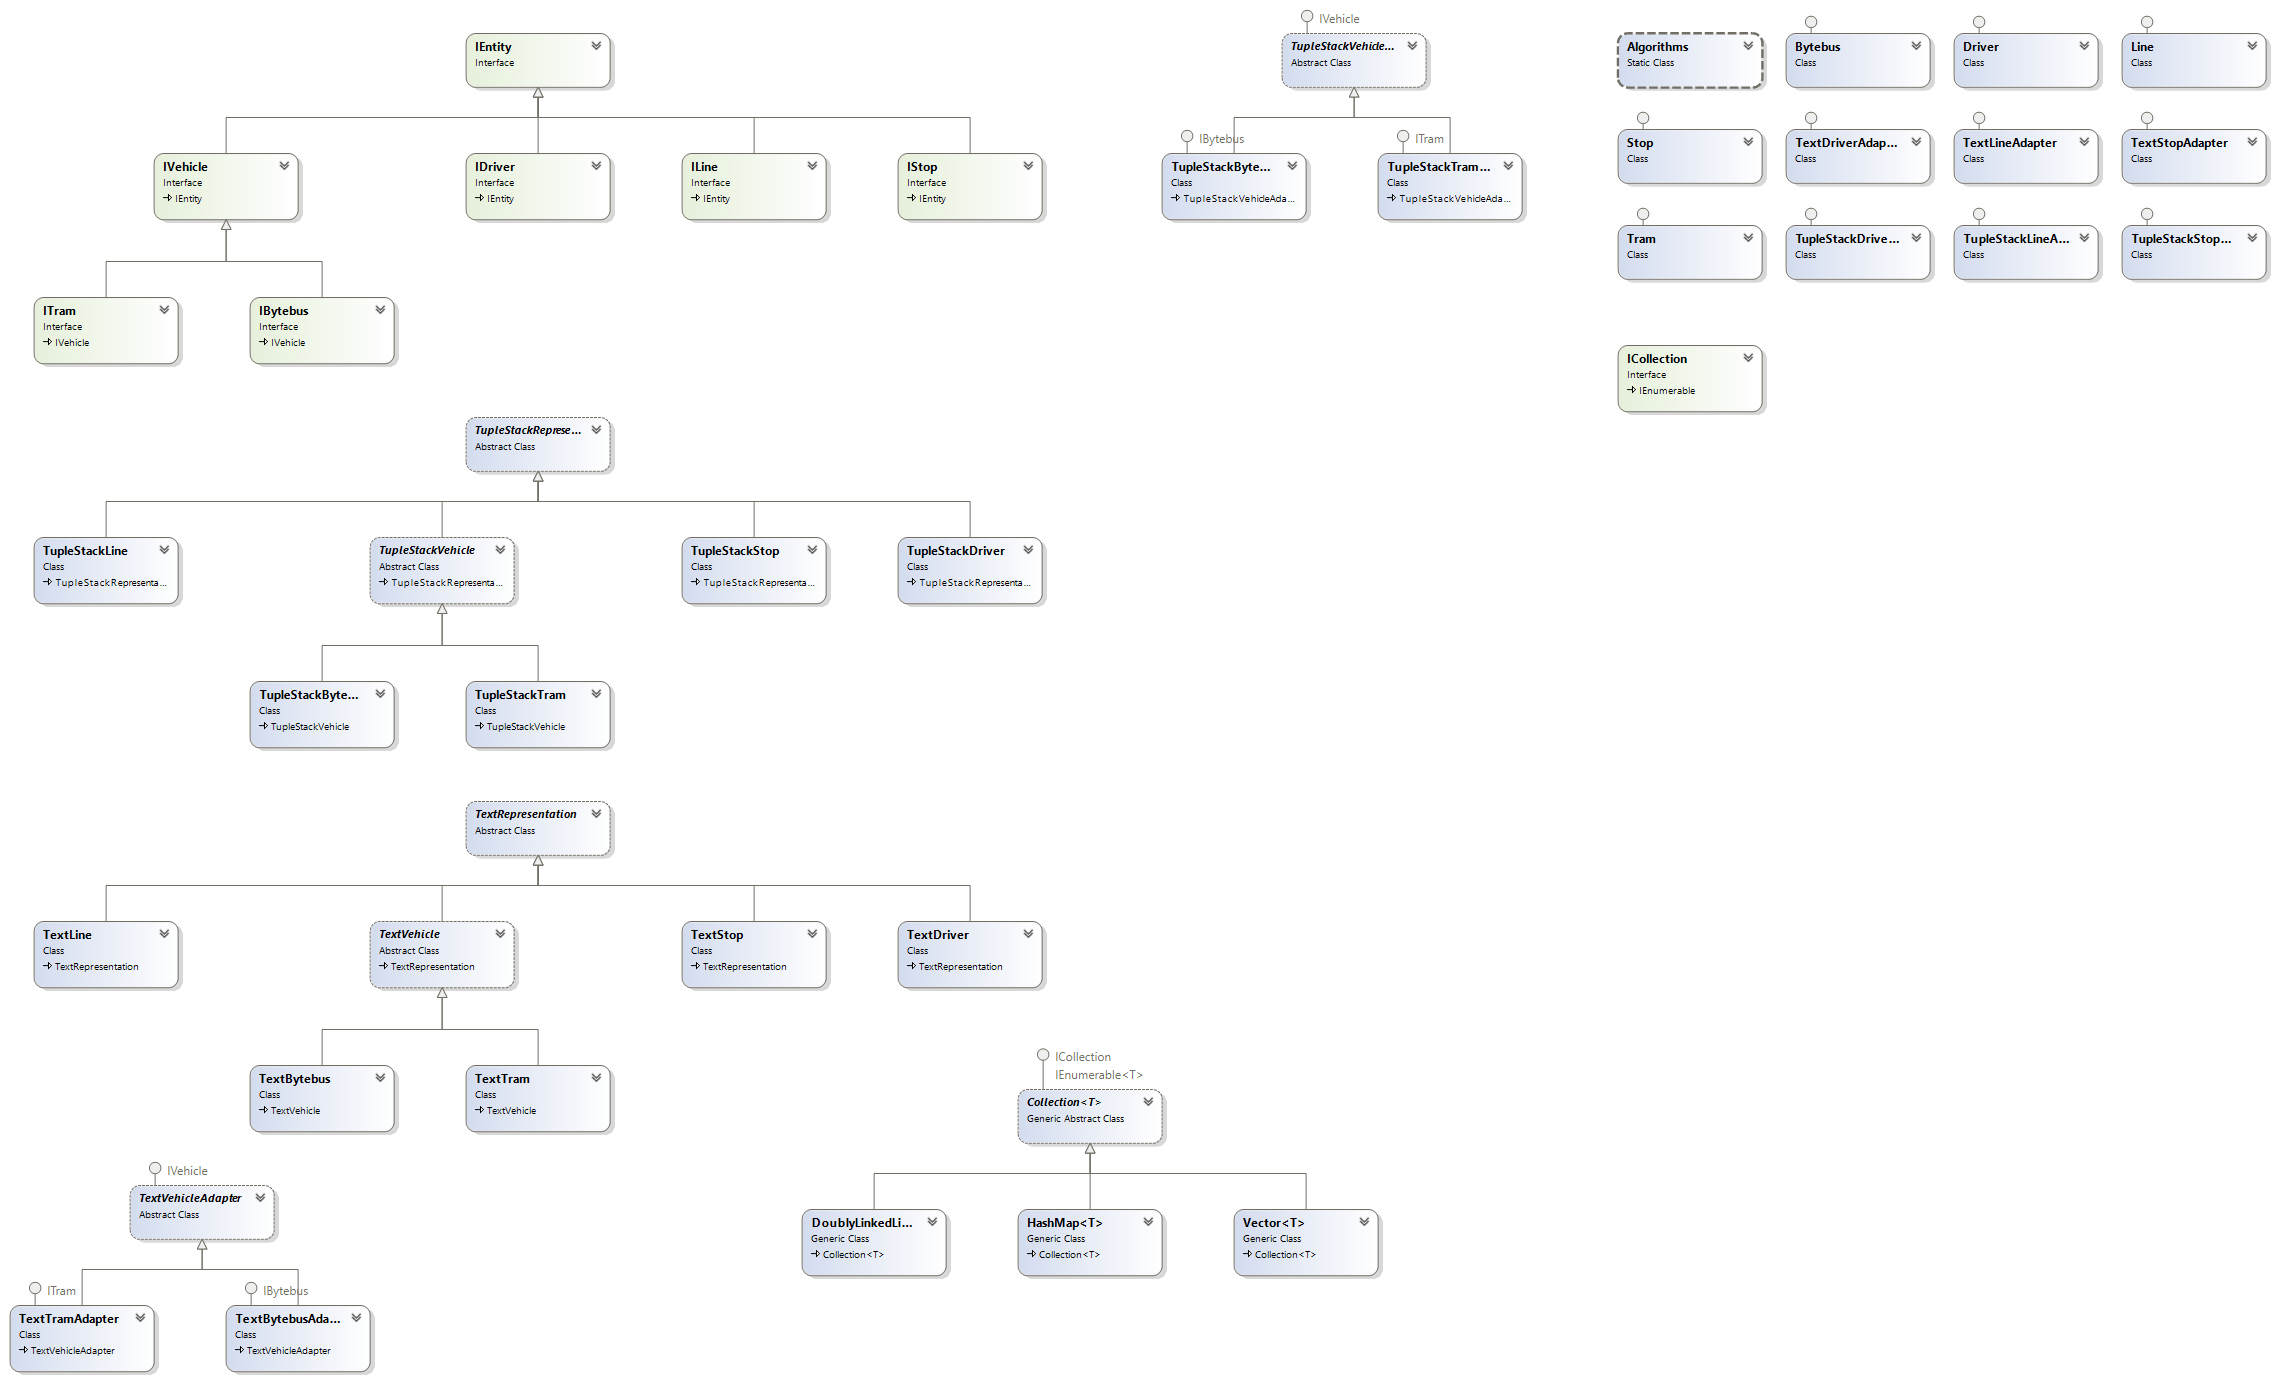 IEntity
Interface
IVehicle
Interface
IEntity
IDriver
Interface
IEntity
ILine
Interface
IEntity
IStop
Interface
IEntity
ITram
Interface
IVehicle
IBytebus
Interface
IVehicle
IVehicle
TupleStackVehicle...
Abstract Class
IBytebus
TupleStackByte...
Class
TupleStackVehicleAda...
ITram
TupleStackTram...
Class
TupleStackVehicleAda...
Algorithms
Static Class
Bytebus
Class
Driver
Class
Line
Class
Stop
Class
TextDriverAdap...
Class
TextLineAdapter
Class
TextStopAdapter
Class
Tram
Class
TupleStackDrive...
Class
TupleStackLineA...
Class
TupleStackStop...
Class
ICollection
Interface
IEnumerable
TupleStackReprese...
Abstract Class
TupleStackLine
Class
TupleStackRepresenta...
TupleStackVehicle
Abstract Class
TupleStackRepresenta...
TupleStackStop
Class
TupleStackRepresenta...
TupleStackDriver
Class
TupleStackRepresenta...
TupleStackByte...
Class
TupleStackVehicle
TupleStackTram
Class
TupleStackVehicle
TextRepresentation
Abstract Class
TextLine
Class
TextRepresentation
TextVehicle
Abstract Class
TextRepresentation
TextStop
Class
TextRepresentation
TextDriver
Class
TextRepresentation
TextBytebus
Class
TextVehicle
TextTram
Class
TextVehicle
IVehicle
TextVehicleAdapter
Abstract Class
ITram
TextTramAdapter
Class
TextVehicleAdapter
IBytebus
TextBytebusAda...
Class
TextVehicleAdapter
ICollection
IEnumerable<T>
Collection<T>
Generic Abstract Class
DoublyLinkedLi...
Generic Class
Collection<T>
HashMap<T>
Generic Class
Collection<T>
Vector<T>
Generic Class
Collection<T>